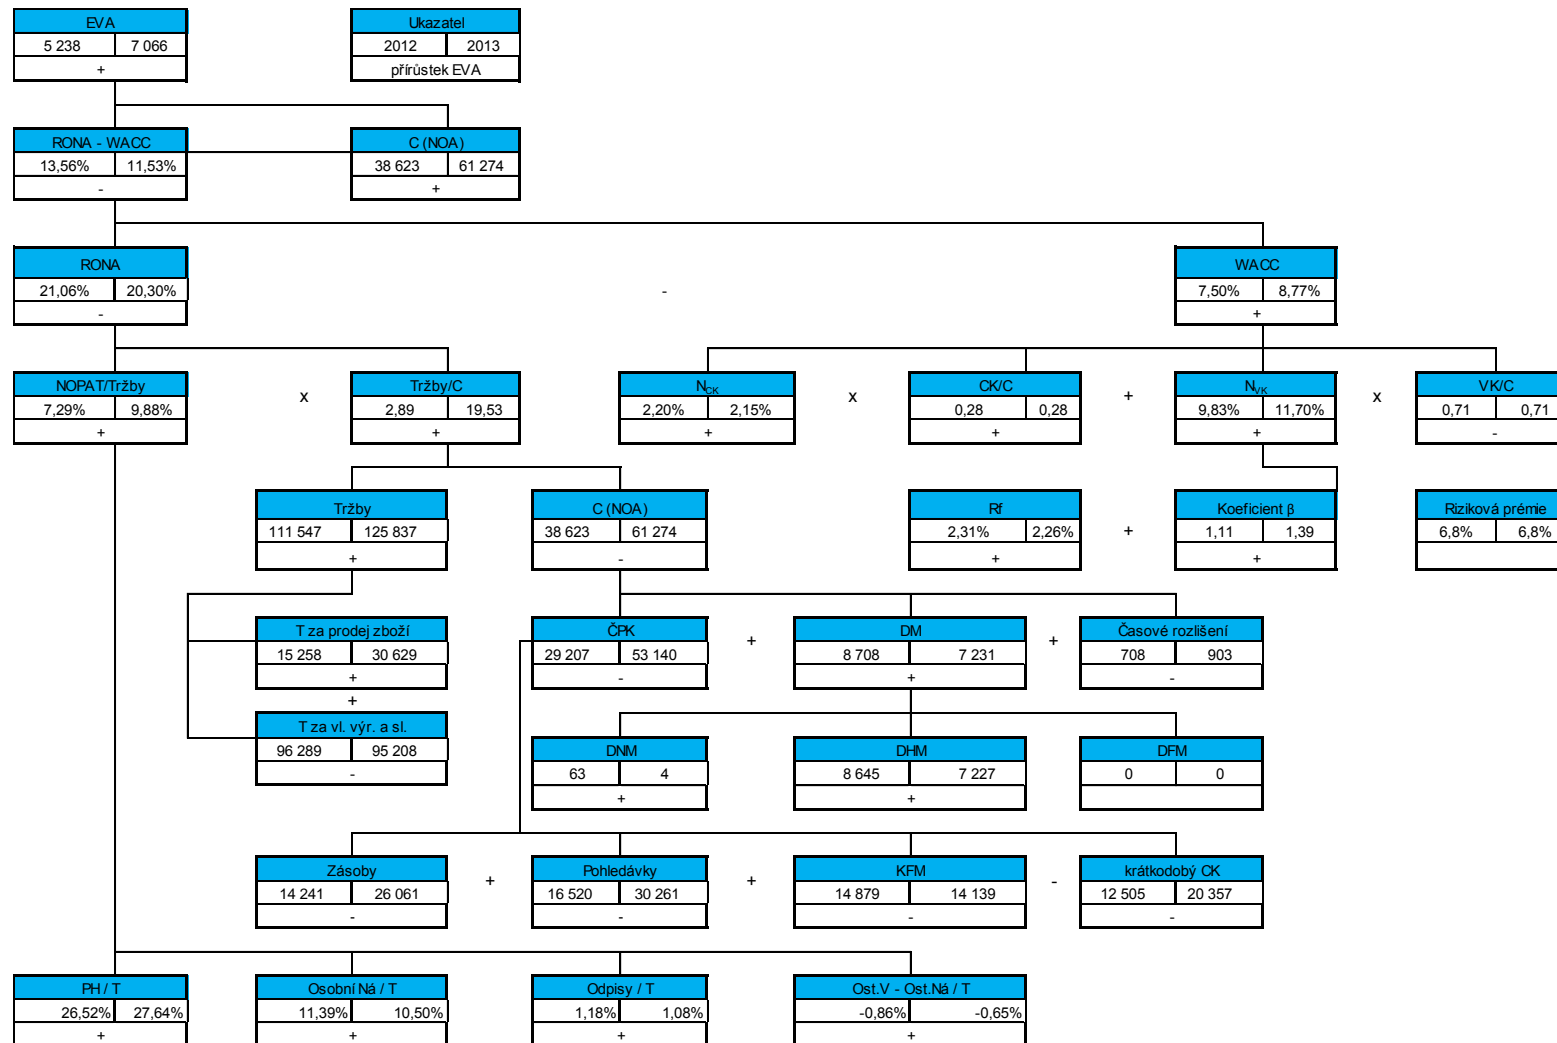 EVA
5 238 7 066
+
Ukazatel
2012 2013
přírůstek EVA
RONA - WACC
13,56% 11,53%
-
C (NOA)
38 623 61 274
+
RONA
21,06% 20,30%
-
-
WACC
7,50% 8,77%
+
NOPAT/Tržby
7,29% 9,88%
+
x
Tržby/C
2,89 19,53
+
N_CK
2,20% 2,15%
+
x
CK/C
0,28 0,28
+
+
N_VK
9,83% 11,70%
+
x
VK/C
0,71 0,71
-
Tržby
111 547 125 837
+
C (NOA)
38 623 61 274
-
Rf
2,31% 2,26%
+
+
Koeficient β
1,11 1,39
+
Riziková prémie
6,8% 6,8%
T za prodej zboží
15 258 30 629
+
+
T za vl. výr. a sl.
96 289 95 208
-
ČPK
29 207 53 140
-
+
DM
8 708 7 231
+
+
Časové rozlišení
708 903
-
DNM
63 4
+
DHM
8 645 7 227
+
DFM
0 0
Zásoby
14 241 26 061
-
+
Pohledávky
16 520 30 261
-
+
KFM
14 879 14 139
-
-
krátkodobý CK
12 505 20 357
-
PH / T
26,52% 27,64%
+
Osobní Ná / T
11,39% 10,50%
+
Odpisy / T
1,18% 1,08%
+
Ost.V - Ost.Ná / T
-0,86% -0,65%
+